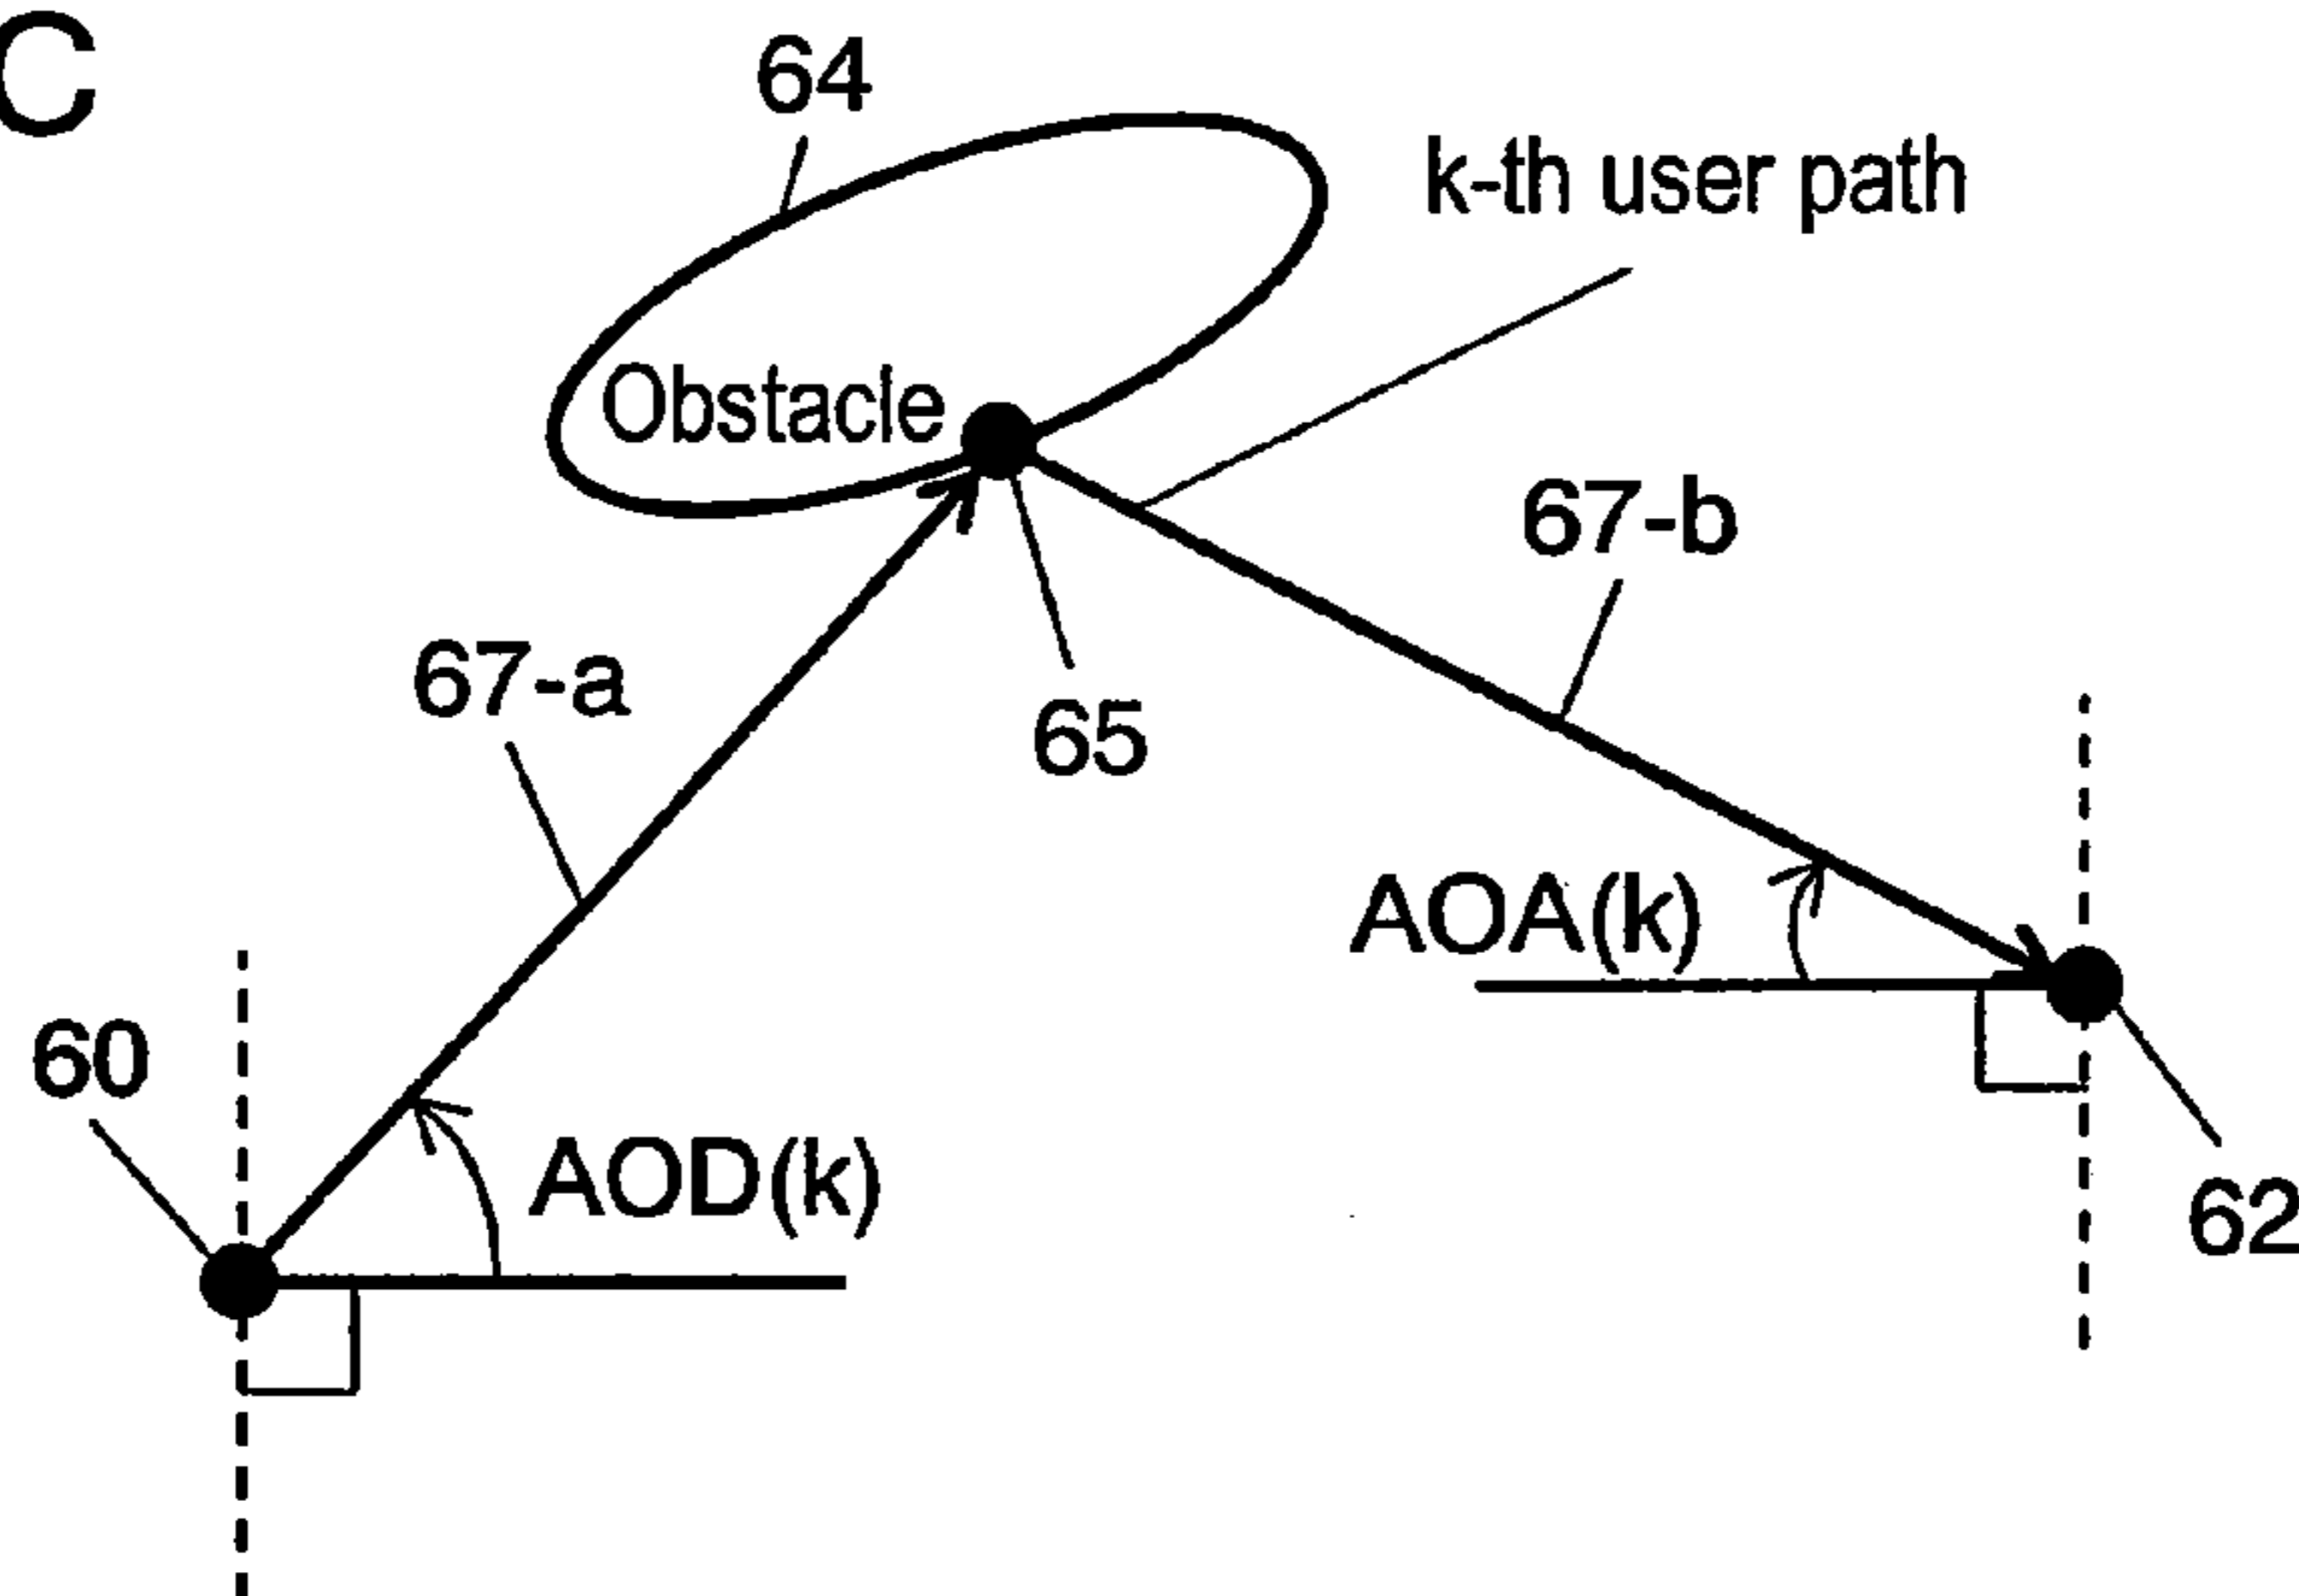 C
64
k-th user path
Obstacle
67-b
67-a
65
AOA(k)
60
AOD(k)
62